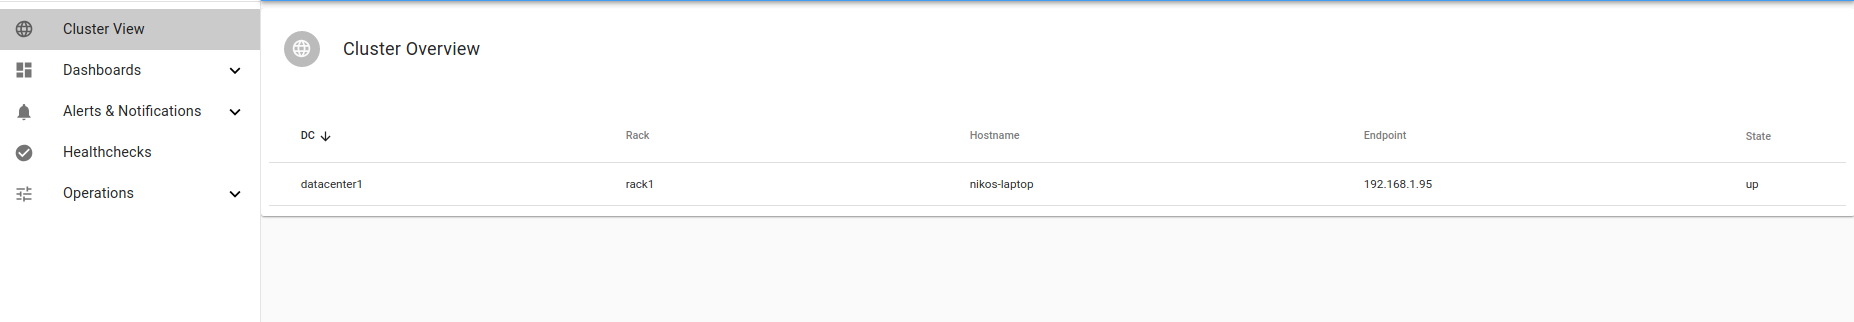 Cluster View
Dashboards
Alerts & Notifications
Healthchecks
Operations
Cluster Overview
DC Rack Hostname Endpoint State
datacenter1 rack1 nikos-laptop 192.168.1.95 up